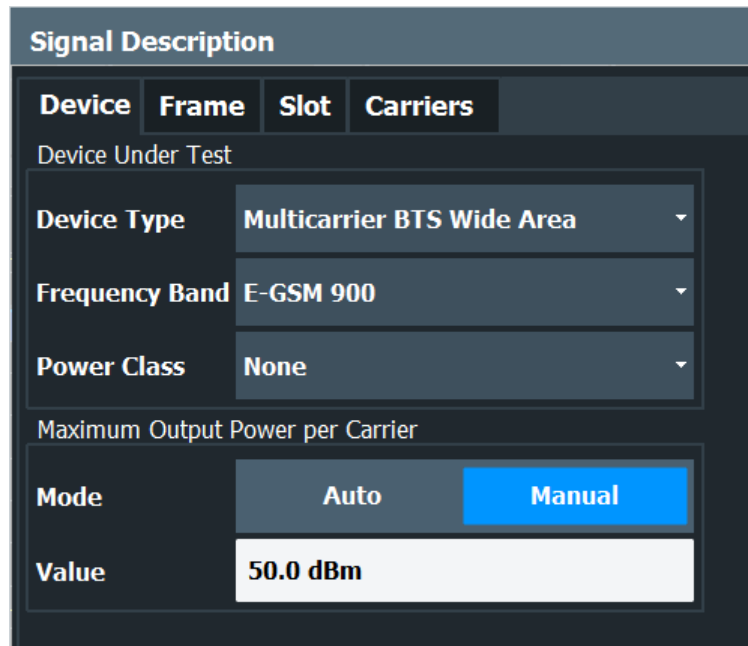 Signal Description
Device Frame Slot Carriers
Device Under Test
Device Type Multicarrier BTS Wide Area
Frequency Band E-GSM 900
Power Class None
Maximum Output Power per Carrier
Mode Auto Manual
Value 50.0 dBm